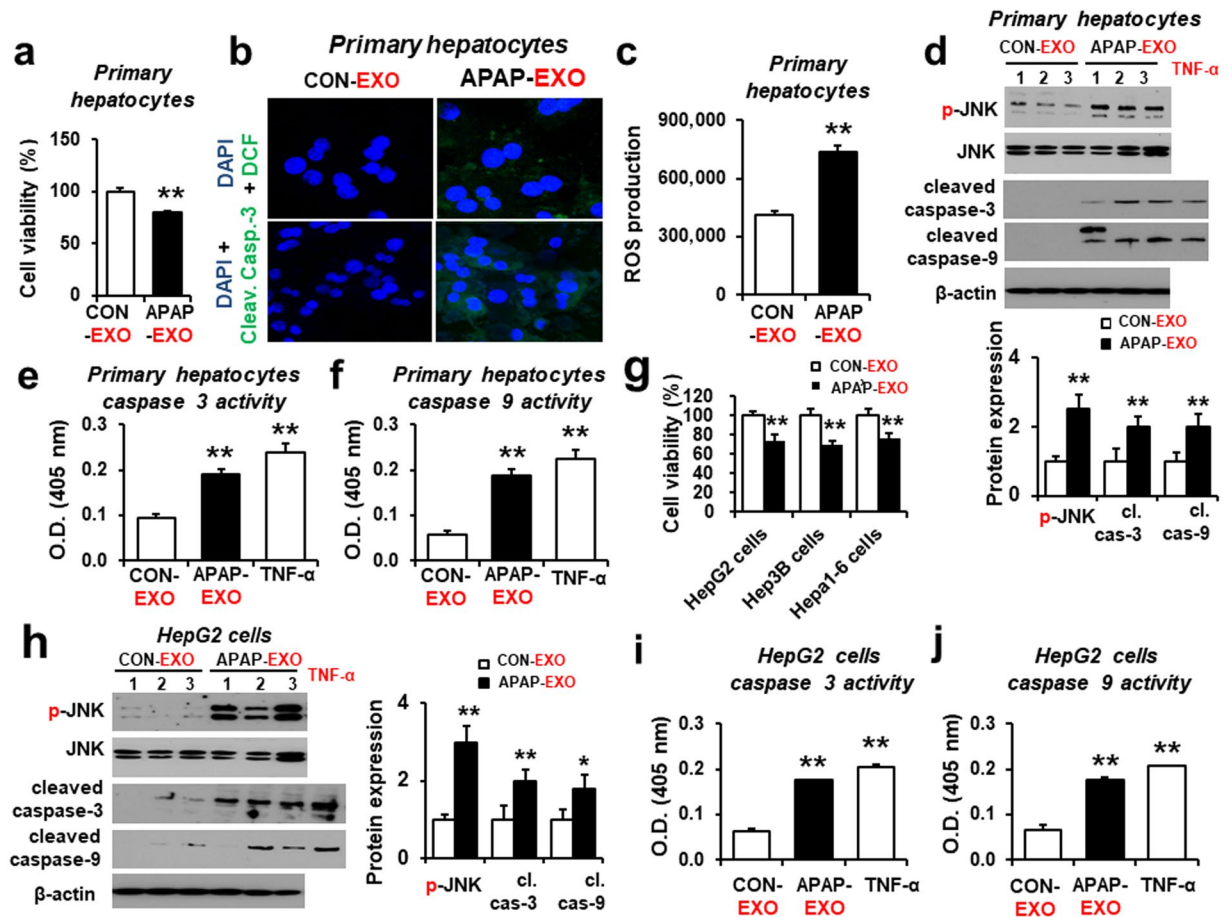 a
Primary
hepatocytes
Cell viability (%)
150
100
50
0
**
CON
-EXO
APAP
-EXO
b
Primary hepatocytes
CON-EXO
APAP-EXO
DAPI + DAPI
Cleav. Casp.-3 + DCF
c
Primary
hepatocytes
ROS production
900,000
600,000
300,000
0
**
CON
-EXO
APAP
-EXO
d
Primary hepatocytes
CON-EXO APAP-EXO
TNF-α
1 2 3 1 2 3
p-JNK
JNK
cleaved
caspase-3
cleaved
caspase-9
β-actin
CON-EXO
APAP-EXO
Protein expression
4
2
0
** ** **
p-JNK
cl.
cas-3
cl.
cas-9
e
Primary hepatocytes
caspase 3 activity
O.D. (405 nm)
0.3
0.2
0.1
0.0
** **
CON-
EXO
APAP-
EXO
TNF-α
f
Primary hepatocytes
caspase 9 activity
O.D. (405 nm)
0.3
0.2
0.1
0.0
** **
CON-
EXO
APAP-
EXO
TNF-α
g
CON-EXO
APAP-EXO
Cell viability (%)
120
100
80
60
40
20
0
** ** **
HepG2 cells
Hep3B cells
Hepa1-6 cells
h
HepG2 cells
CON-EXO APAP-EXO
TNF-α
1 2 3 1 2 3
p-JNK
JNK
cleaved
caspase-3
cleaved
caspase-9
β-actin
CON-EXO
APAP-EXO
Protein expression
4
2
0
** ** *
p-JNK
cl.
cas-3
cl.
cas-9
i
HepG2 cells
caspase 3 activity
O.D. (405 nm)
0.3
0.2
0.1
0.0
** **
CON-
EXO
APAP-
EXO
TNF-α
j
HepG2 cells
caspase 9 activity
O.D. (405 nm)
0.3
0.2
0.1
0.0
** **
CON-
EXO
APAP-
EXO
TNF-α